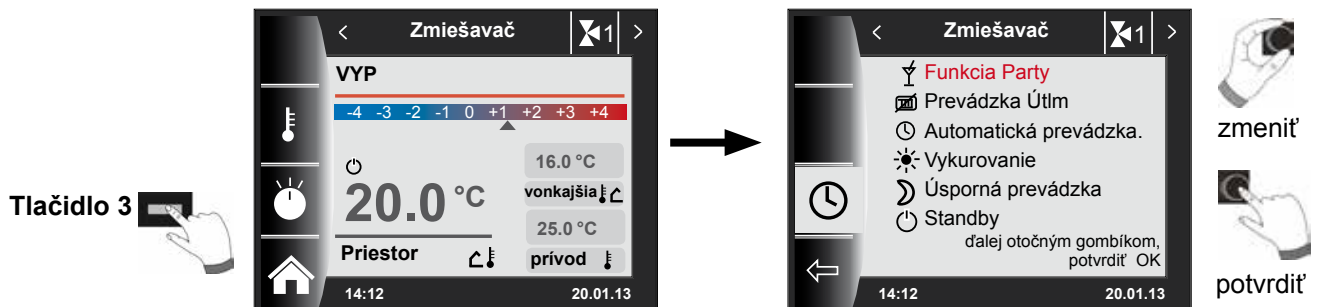 Tlačidlo 3
< Zmiešavač 1 >
VYP
-4 -3 -2 -1 0 +1 +2 +3 +4
20.0 °C
16.0 °C
vonkajšia
25.0 °C
Priestor
prívod
14:12 20.01.13
< Zmiešavač 1 >
Funkcia Party
Prevádzka Útlm
Automatická prevádzka.
Vykurovanie
Úsporná prevádzka
Standby
ďalej otočným gombíkom,
potvrdiť OK
14:12 20.01.13
zmeniť
potvrdiť